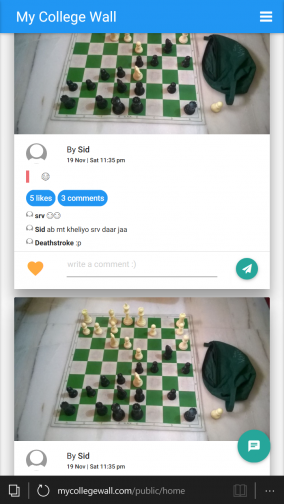 My College Wall
By Sid
19 Nov | Sat 11:35 pm
5 likes 3 comments
srv
Sid ab mt kheliyo srv daar jaa
Deathstroke :p
write a comment :)
By Sid
19 Nov | Sat 11:35 pm
mycollegewall.com/public/home